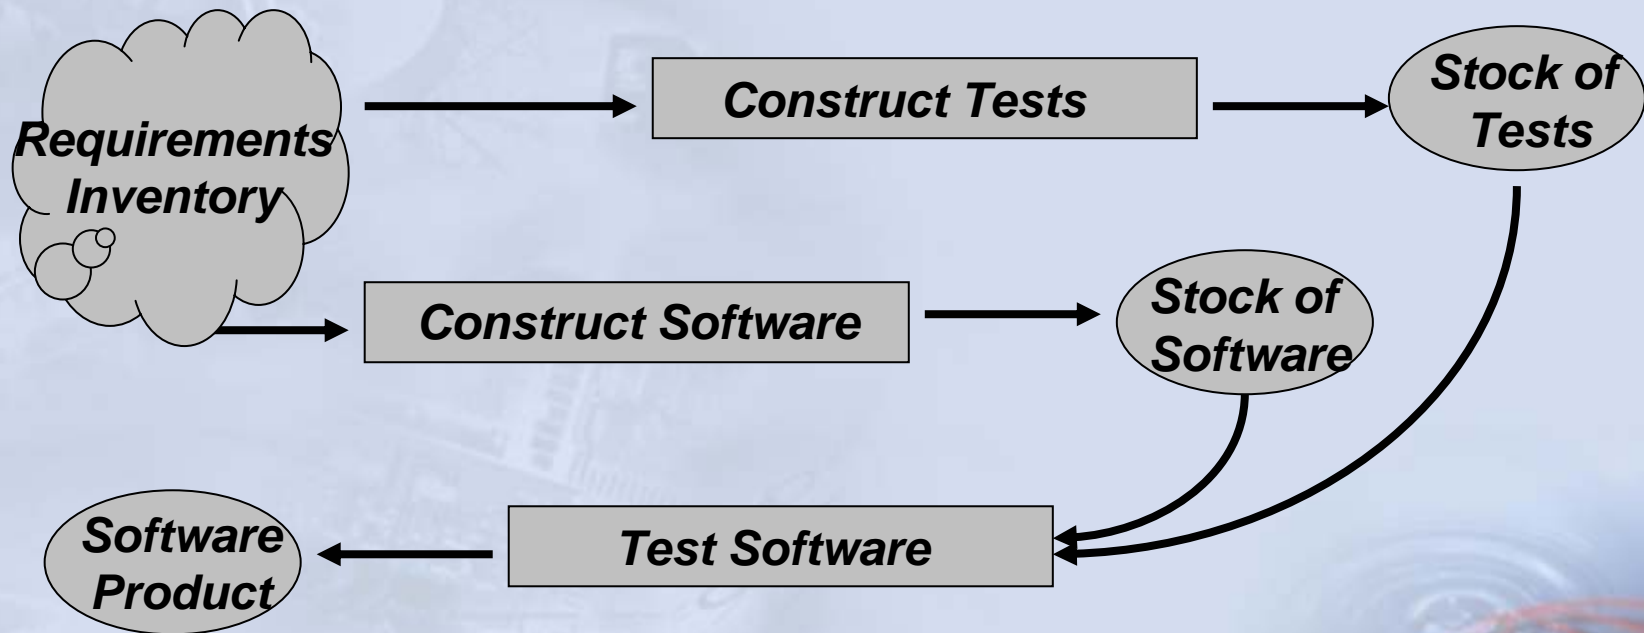 Requirements
Inventory
Construct Tests
Stock of
Tests
Construct Software
Stock of
Software
Test Software
Software
Product